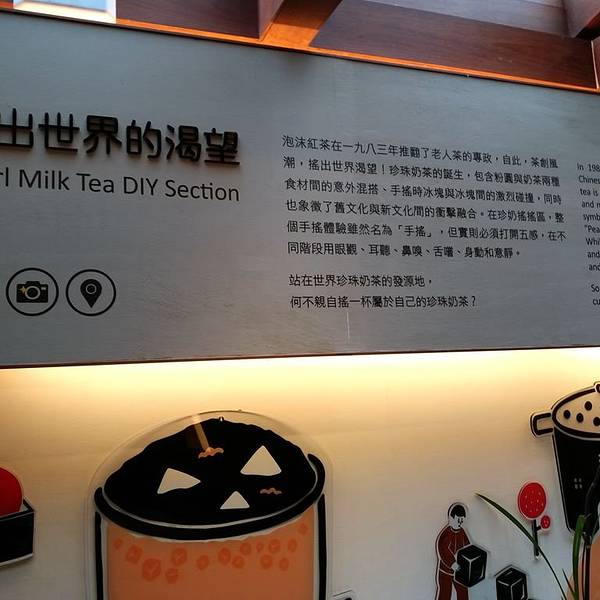 出世界的渴望
rl Milk Tea DIY Section
泡沫紅茶在一九八三年推翻了老人茶的專政，自此，茶創風
潮，搖出世界渴望！珍珠奶茶的誕生，包含粉圓與奶茶兩種
食材間的意外混搭、手搖時冰塊與冰塊間的激烈碰撞，同時
也象徵了舊文化與新文化間的衝擊融合。在珍奶搖搖區，整
個手搖體驗雖然名為「手搖」，但實則必須打開五感，在不
同階段用眼觀、耳聽、鼻嗅、舌嚐、身動和意靜。
站在世界珍珠奶茶的發源地，
何不親自搖一杯屬於自己的珍珠奶茶？
In 198
Chines
tea is
and m
symb
"Pea
Whil
and
and
So
cu